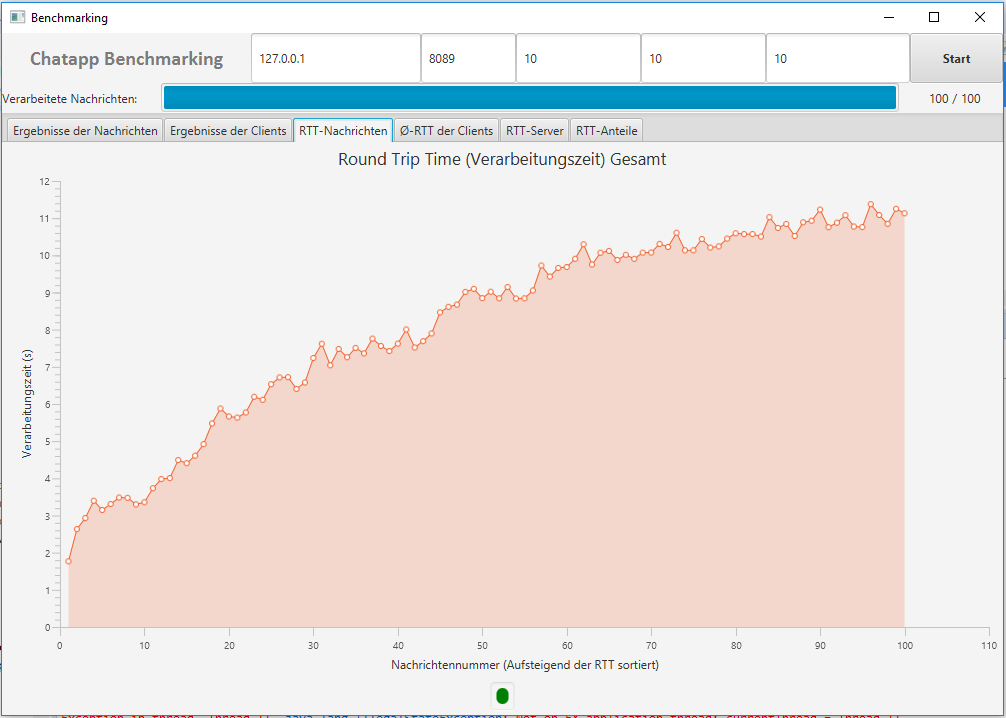 Benchmarking
Chatapp Benchmarking 127.0.0.1 8089 10 10 10 Start
Verarbeitete Nachrichten: 100 / 100
Ergebnisse der Nachrichten Ergebnisse der Clients RTT-Nachrichten Ø-RTT der Clients RTT-Server RTT-Anteile
Round Trip Time (Verarbeitungszeit) Gesamt
12
11
10
9
8
7
6
5
4
3
2
1
0
Verarbeitungszeit (s)
0 10 20 30 40 50 60 70 80 90 100 110
Nachrichtennummer (Aufsteigend der RTT sortiert)